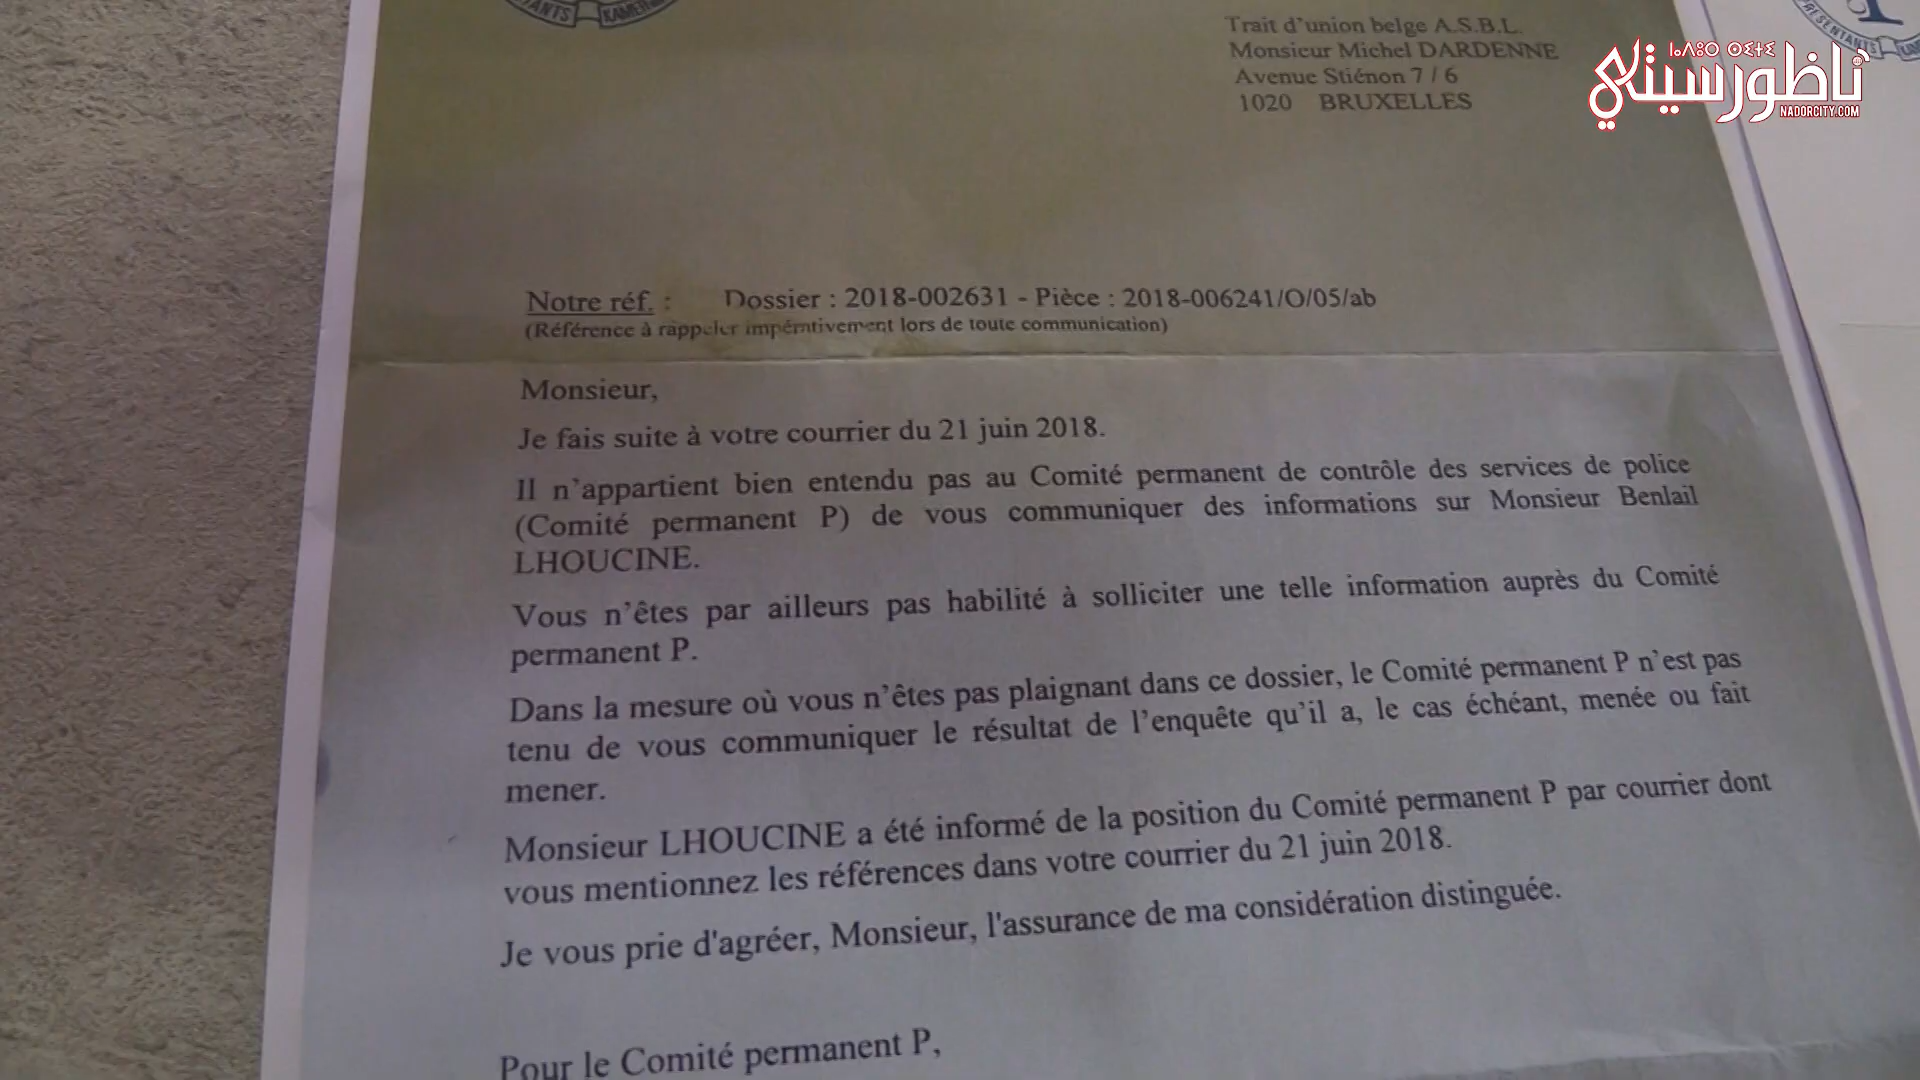 ANTS KAMER
Trait d'union belge A.S.B.L.
Monsieur Michel DARDENNE
Avenue Stiénon 7 / 6
1020 BRUXELLES
ⵏⴰⴷⵓⵔ ⵙⵉⵜⵉ
ناظورسيتي
NADORCITY.COM
Notre réf. : Dossier : 2018-002631 - Pièce : 2018-006241/O/05/ab
(Référence à rappeler impérativement lors de toute communication)
Monsieur,
Je fais suite à votre courrier du 21 juin 2018.
Il n'appartient bien entendu pas au Comité permanent de contrôle des services de police
(Comité permanent P) de vous communiquer des informations sur Monsieur Benlail
LHOUCINE.
Vous n'êtes par ailleurs pas habilité à solliciter une telle information auprès du Comité
permanent P.
Dans la mesure où vous n'êtes pas plaignant dans ce dossier, le Comité permanent P n'est pas
tenu de vous communiquer le résultat de l'enquête qu'il a, le cas échéant, menée ou fait
mener.
Monsieur LHOUCINE a été informé de la position du Comité permanent P par courrier dont
vous mentionnez les références dans votre courrier du 21 juin 2018.
Je vous prie d'agréer, Monsieur, l'assurance de ma considération distinguée.
Pour le Comité permanent P,